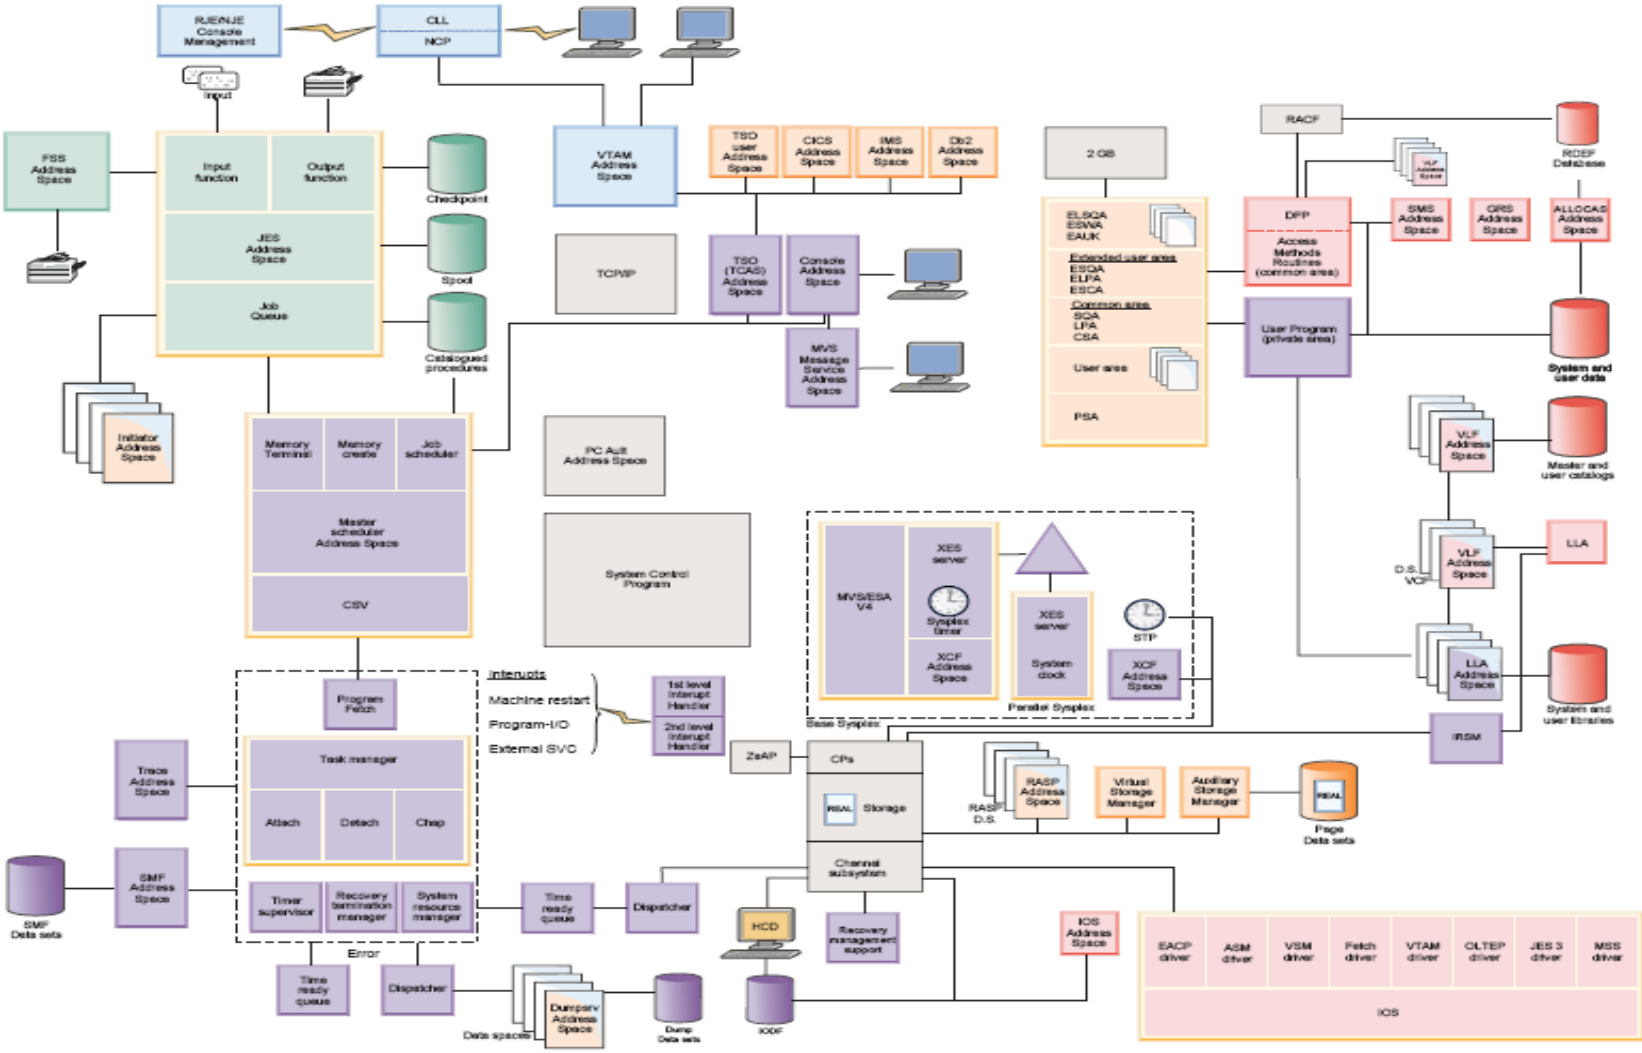 RJE/NJE
Console
Management
CLL
NCP
Input
FSS
Address
Space
Input
function
Output
function
JES
Address
Space
Job
Queue
Checkpoint
Spool
Catalogued
procedures
Initiator
Address
Space
VTAM
Address
Space
TSO
user
Address
Space
CICS
Address
Space
IMS
Address
Space
Db2
Address
Space
TCP/IP
TSO
(TCAS)
Address
Space
Console
Address
Space
MVS
Message
Service
Address
Space
2 GB
ELSQA
ESWA
EAUK
Extended user area
ESQA
ELPA
ESCA
Common area
SQA
LPA
CSA
User area
PSA
RACF
RDEF
Database
VLF
Address
Space
DFP
Access
Methods
Routines
(common area)
SMS
Address
Space
GRS
Address
Space
ALLOCAS
Address
Space
User Program
(private area)
System and
user data
VLF
Address
Space
Master and
user catalogs
VLF
Address
Space
D.S.
VCF
LLA
LLA
Address
Space
System and
user libraries
IRSM
Memory
Terminal
Memory
create
Job
scheduler
Master
scheduler
Address Space
CSV
PC Ault
Address Space
System Control
Program
MVS/ESA
V4
XES
server
Sysplex
timer
XCF
Address
Space
XES
server
System
clock
STP
XCF
Address
Space
Parallel Sysplex
Base Sysplex
Program
Fetch
Interupts
Machine restart
Program-I/O
External SVC
1st level
Interupt
Handler
2nd level
Interupt
Handler
Trace
Address
Space
Task manager
Attach
Detach
Chap
SMF
Data sets
SMF
Address
Space
Timer
supervisor
Recovery
termination
manager
System
resource
manager
Time
ready
queue
Dispatcher
Error
Time
ready
queue
Dispatcher
Data spaces
Dumpsrv
Address
Space
Dump
Data sets
ZaAP
CPs
REAL
Storage
Channel
subsystem
RASP
Address
Space
RASP
D.S.
Virtual
Storage
Manager
Auxiliary
Storage
Manager
REAL
Page
Data sets
HCD
IODF
Recovery
management
support
IOS
Address
Space
EACP
driver
ASM
driver
VSM
driver
Fetch
driver
VTAM
driver
OLTEP
driver
JES 3
driver
MSS
driver
IOS